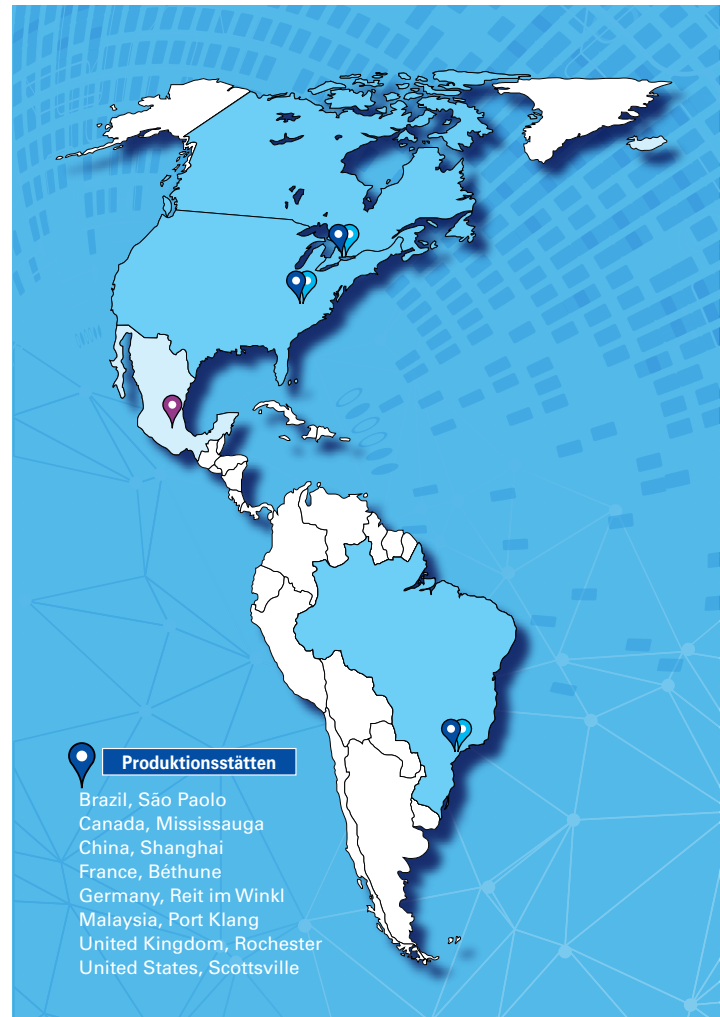 Produktionsstätten
Brazil, São Paolo
Canada, Mississauga
China, Shanghai
France, Béthune
Germany, Reit im Winkl
Malaysia, Port Klang
United Kingdom, Rochester
United States, Scottsville